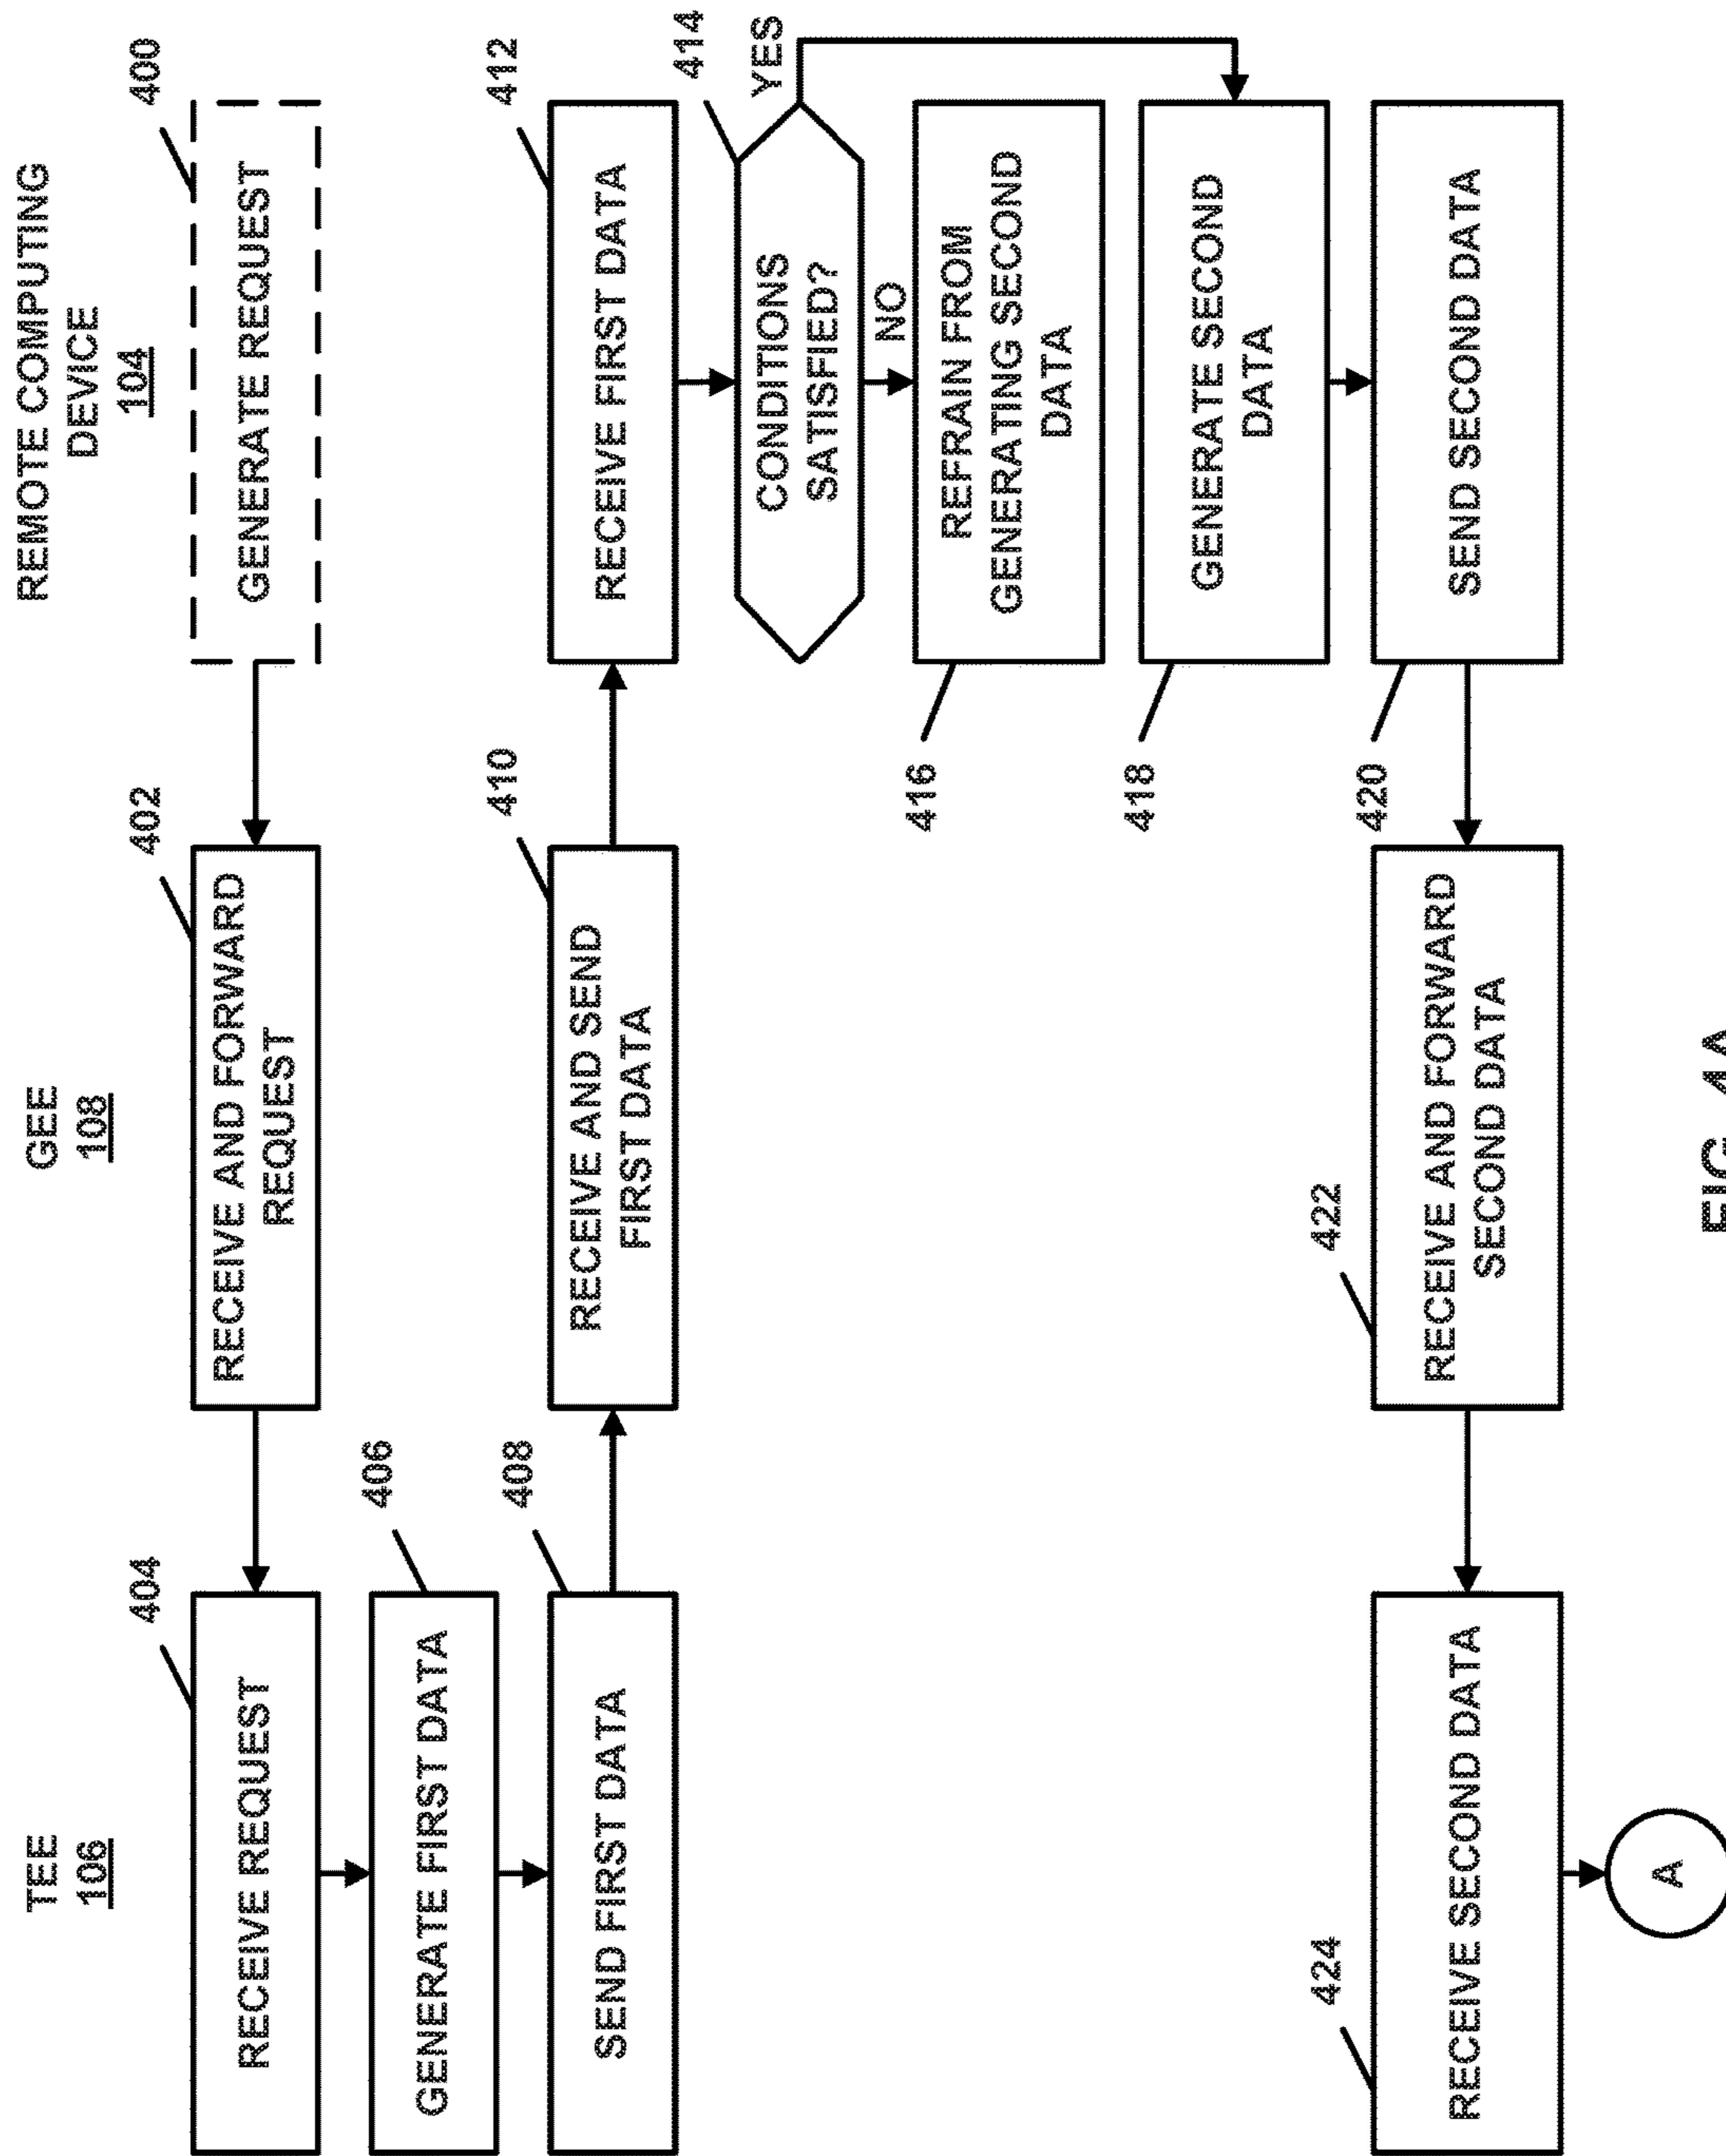 TEE
106
GEE
108
REMOTE COMPUTING
DEVICE
104
404
RECEIVE REQUEST
402
RECEIVE AND FORWARD
REQUEST
400
GENERATE REQUEST
406
GENERATE FIRST DATA
408
SEND FIRST DATA
410
RECEIVE AND SEND
FIRST DATA
412
RECEIVE FIRST DATA
414
CONDITIONS
SATISFIED?
YES
NO
416
REFRAIN FROM
GENERATING SECOND
DATA
418
GENERATE SECOND
DATA
420
SEND SECOND DATA
422
RECEIVE AND FORWARD
SECOND DATA
424
RECEIVE SECOND DATA
A
FIG. 4A